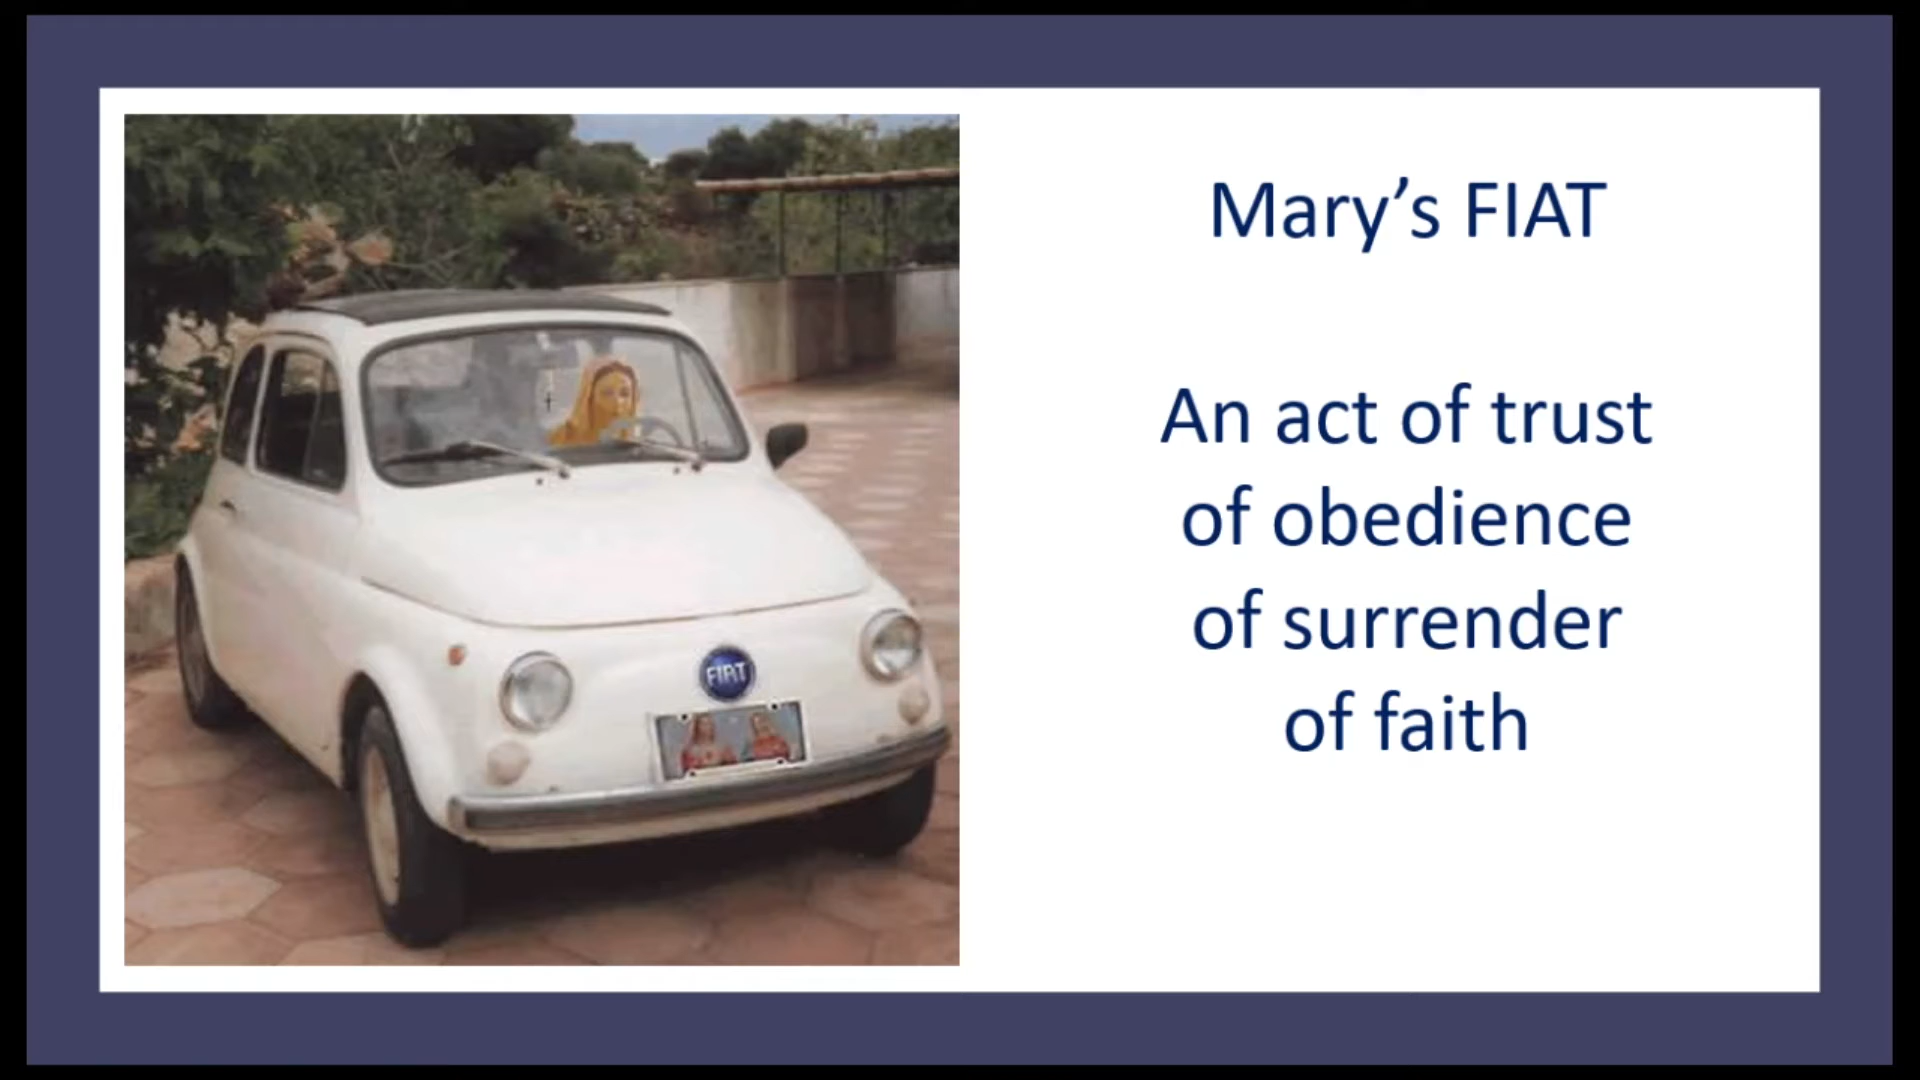 Mary’s FIAT
An act of trust
of obedience
of surrender
of faith
FIAT